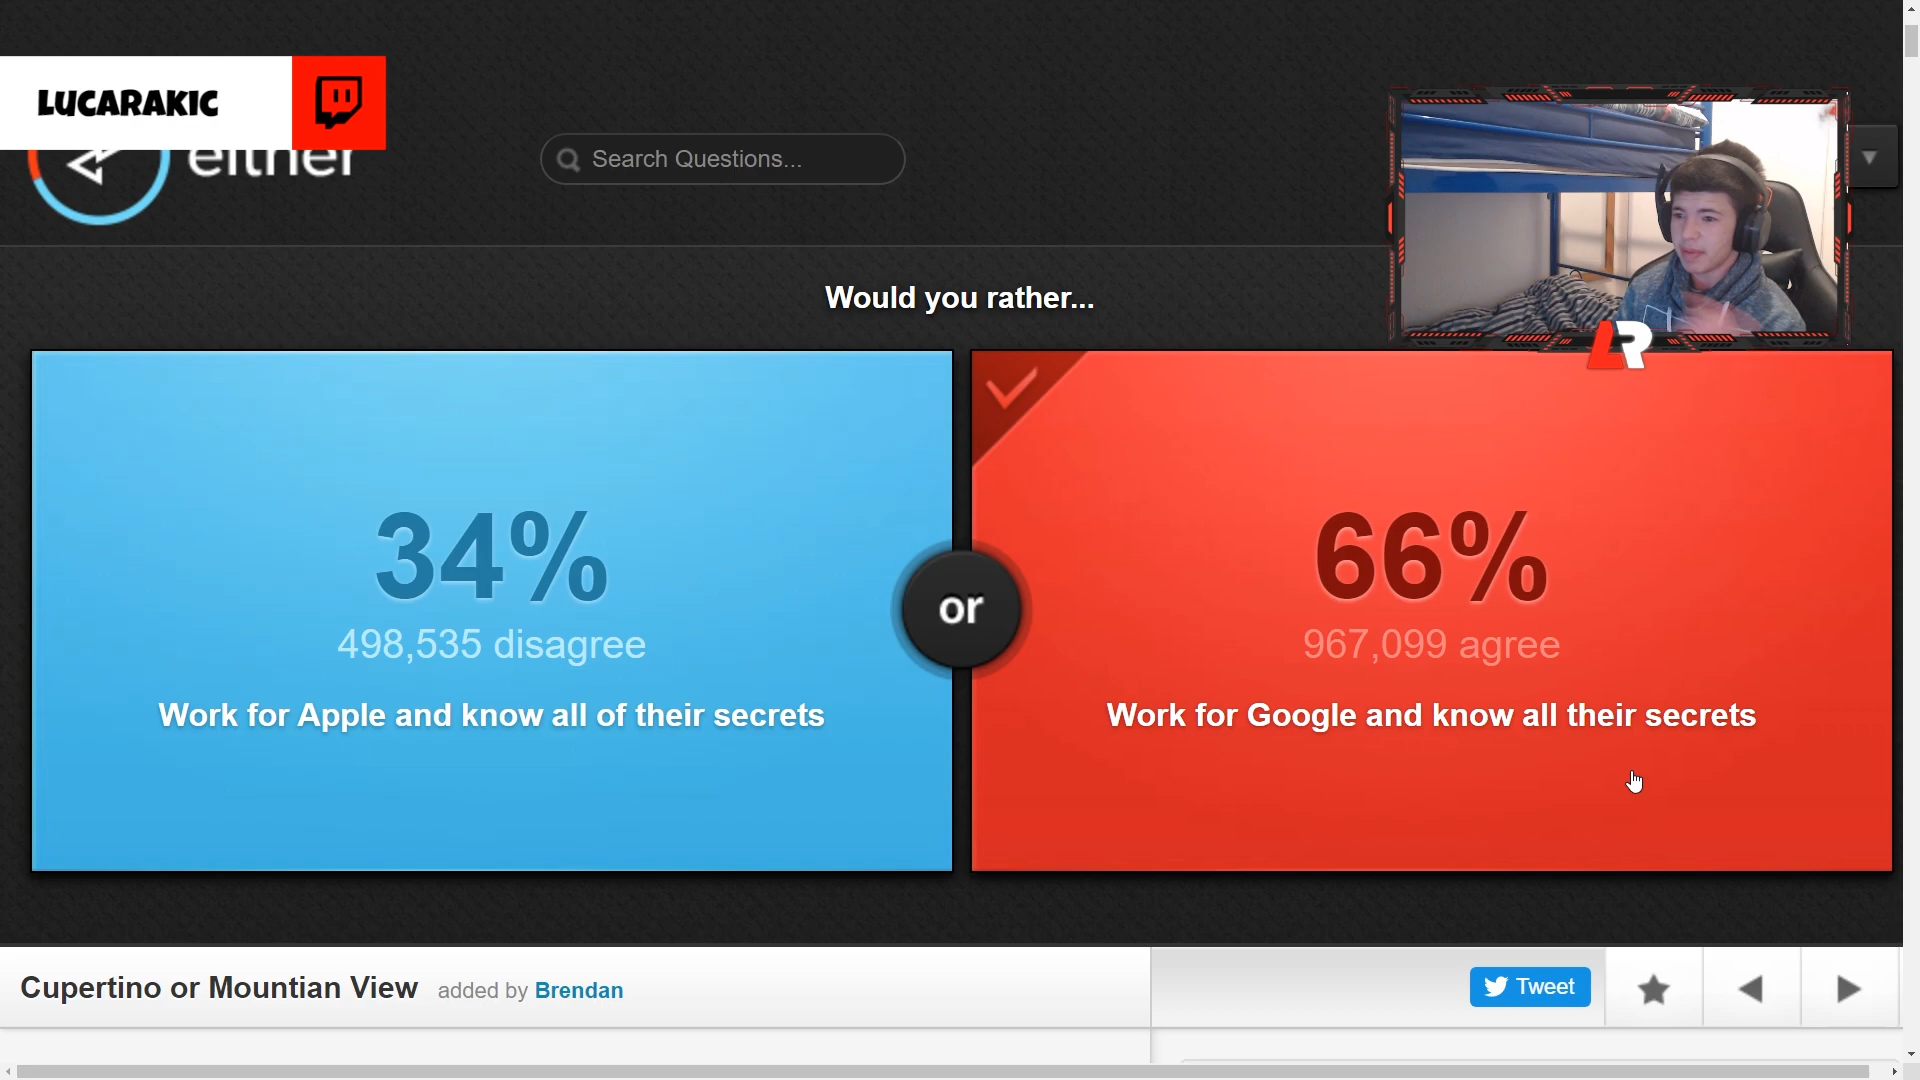 LUCARAKIC
either
Search Questions...
Would you rather...
34%
498,535 disagree
Work for Apple and know all of their secrets
or
66%
967,099 agree
Work for Google and know all their secrets
LR
Cupertino or Mountian View added by Brendan
Tweet